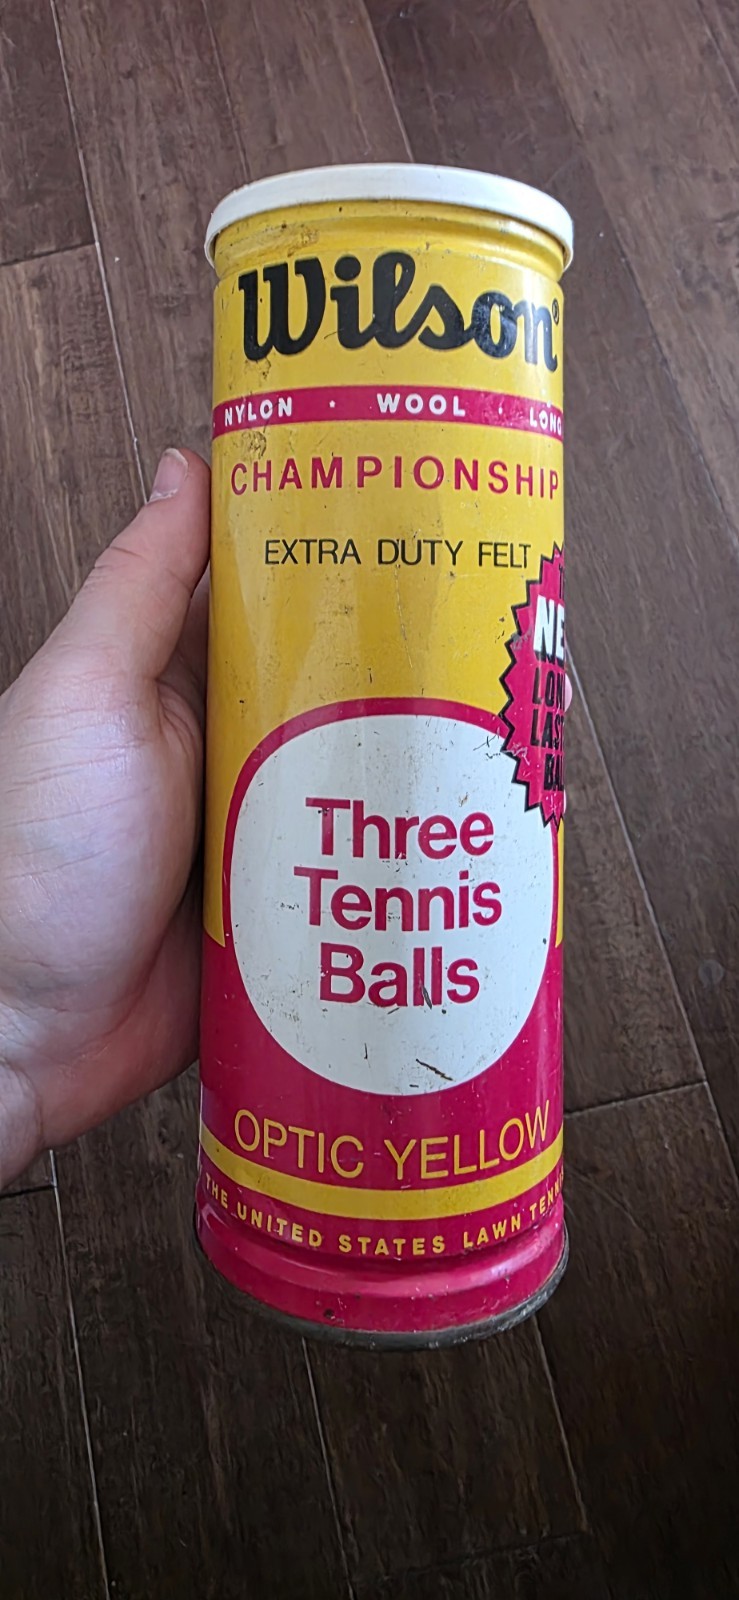 Wilson®
NYLON · WOOL · LONG
CHAMPIONSHIP
EXTRA DUTY FELT
Three
Tennis
Balls
OPTIC YELLOW
THE UNITED STATES LAWN